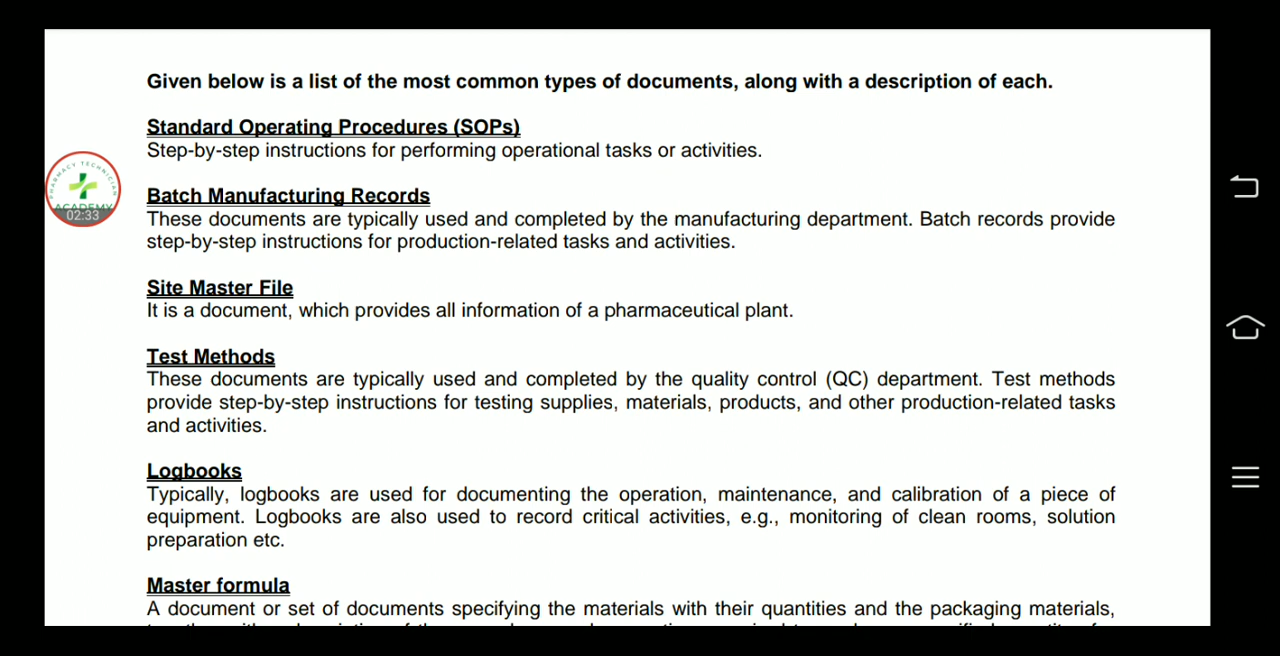 Given below is a list of the most common types of documents, along with a description of each.
Standard Operating Procedures (SOPs)
Step-by-step instructions for performing operational tasks or activities.
PHARMACY TECHNICIAN
ACADEMY
02:33
Batch Manufacturing Records
These documents are typically used and completed by the manufacturing department. Batch records provide
step-by-step instructions for production-related tasks and activities.
Site Master File
It is a document, which provides all information of a pharmaceutical plant.
Test Methods
These documents are typically used and completed by the quality control (QC) department. Test methods
provide step-by-step instructions for testing supplies, materials, products, and other production-related tasks
and activities.
Logbooks
Typically, logbooks are used for documenting the operation, maintenance, and calibration of a piece of
equipment. Logbooks are also used to record critical activities, e.g., monitoring of clean rooms, solution
preparation etc.
Master formula
A document or set of documents specifying the materials with their quantities and the packaging materials,